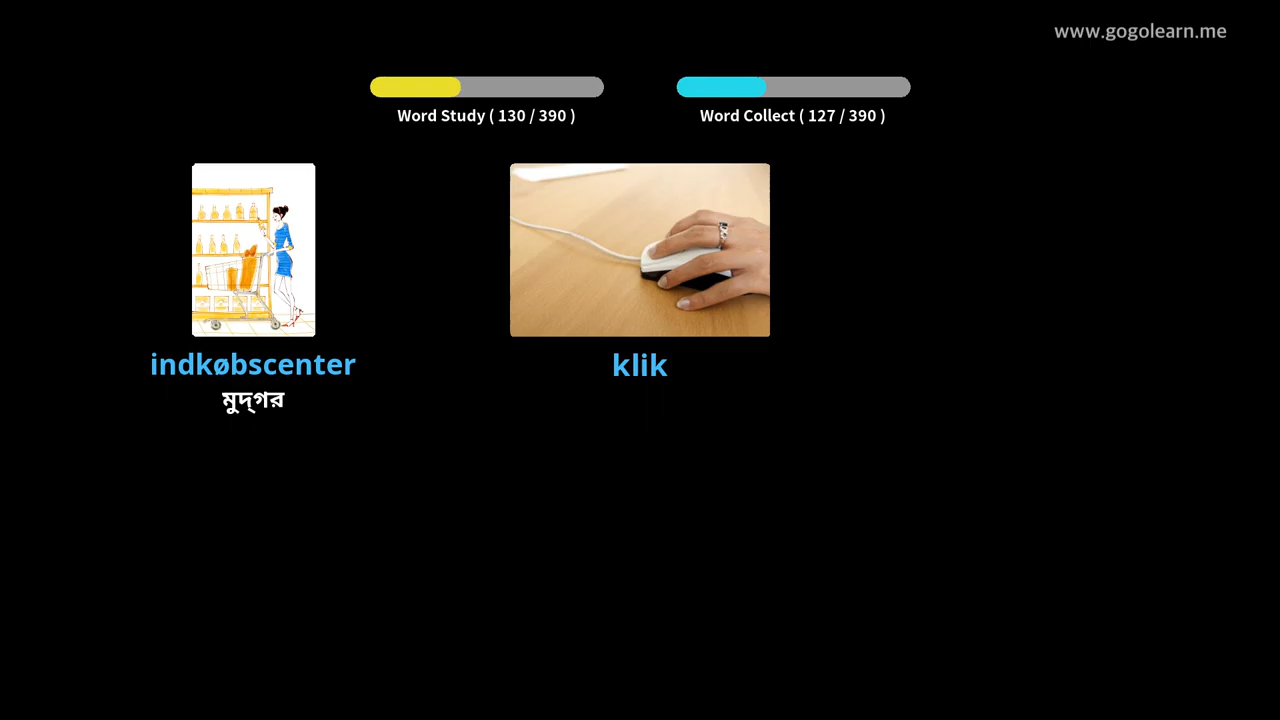 www.gogolearn.me
Word Study ( 130 / 390 )
Word Collect ( 127 / 390 )
indkøbscenter
klik
মুদ্গর